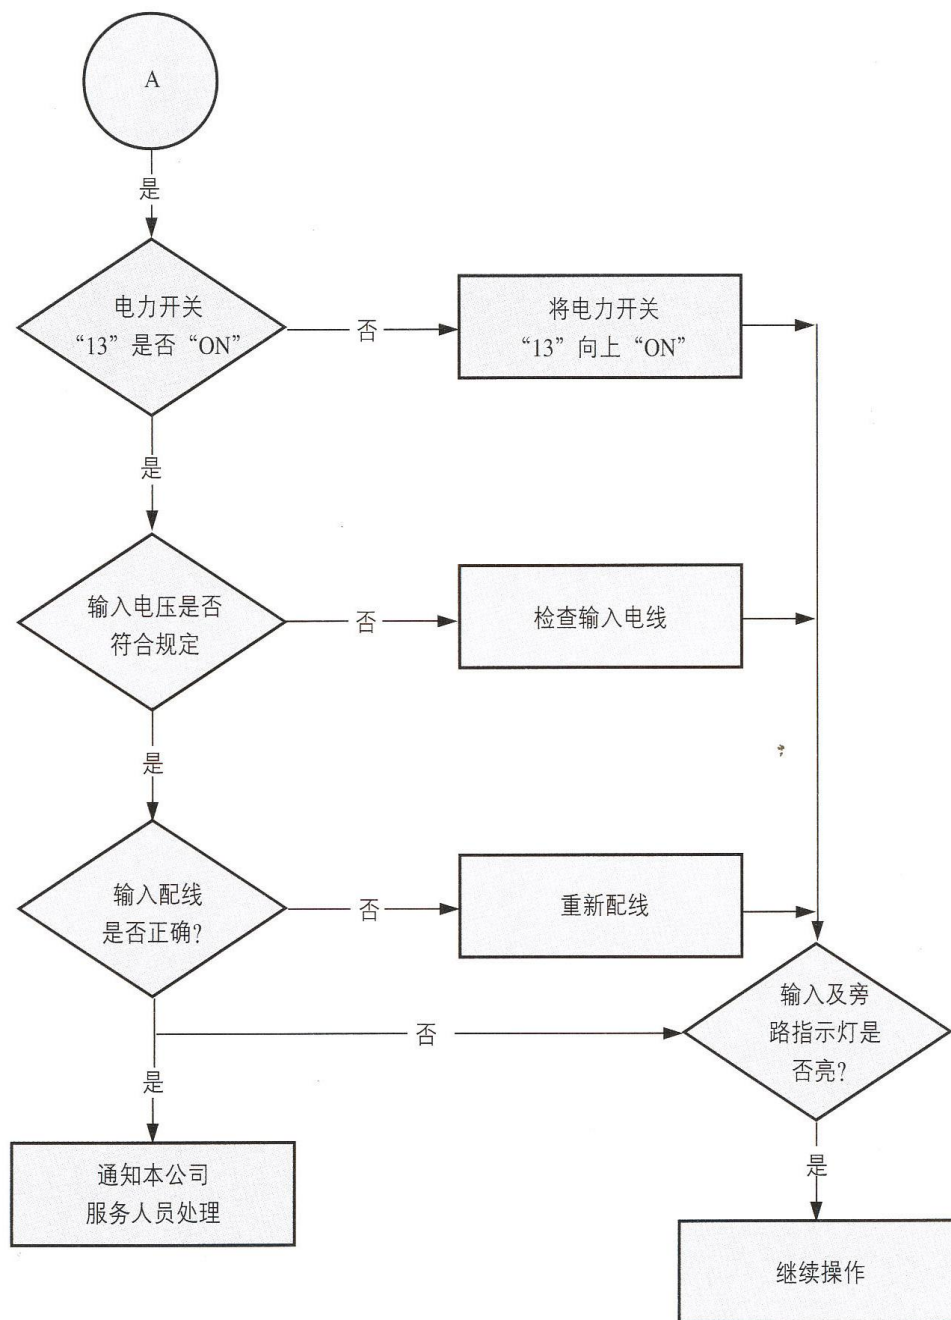 A
是
电力开关
“13”是否“ON”
否
将电力开关
“13”向上“ON”
是
输入电压是否
符合规定
否
检查输入电线
是
输入配线
是否正确?
否
重新配线
输入及旁
路指示灯是
否亮?
否
是
通知本公司
服务人员处理
是
继续操作